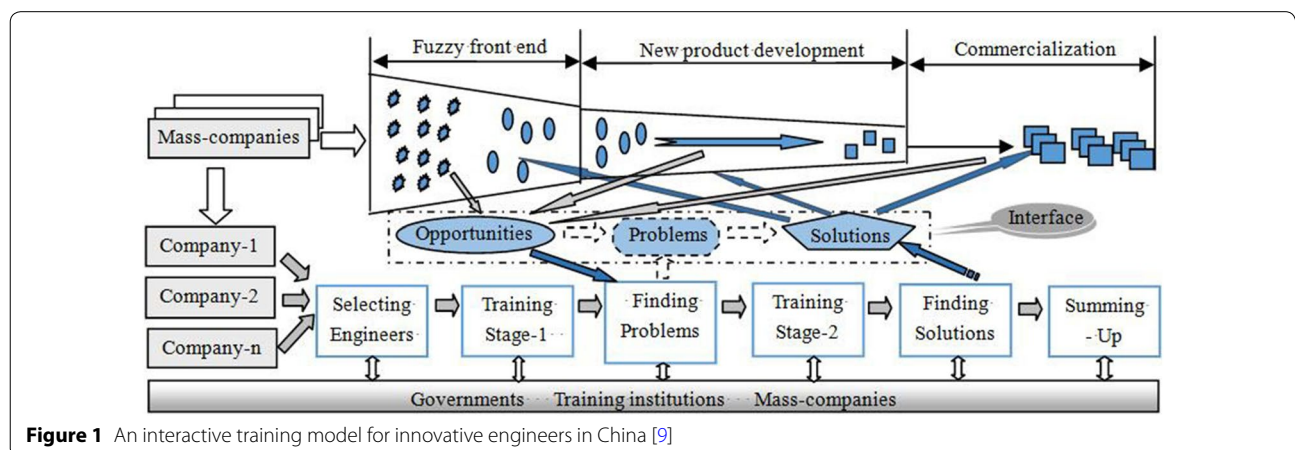 Fuzzy front end
New product development
Commercialization
Mass-companies
Opportunities
Problems
Solutions
Interface
Company-1
Company-2
Company-n
Selecting
Engineers
Training
Stage-1
Finding
Problems
Training
Stage-2
Finding
Solutions
Summing
- Up
Governments Training institutions Mass-companies
Figure 1 An interactive training model for innovative engineers in China [9]